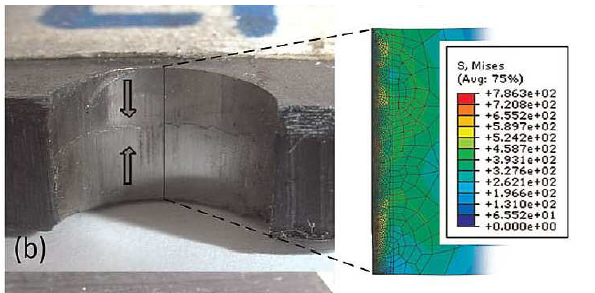 S, Mises
(Avg: 75%)
+7.863e+02
+7.208e+02
+6.552e+02
+5.897e+02
+5.242e+02
+4.587e+02
+3.931e+02
+3.276e+02
+2.621e+02
+1.966e+02
+1.310e+02
+6.552e+01
+0.000e+00
(b)